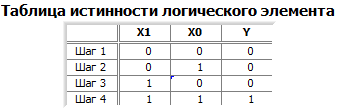 Таблица истинности логического элемента
X1 X0 Y
Шаг 1 0 0 0
Шаг 2 0 1 0
Шаг 3 1 0 0
Шаг 4 1 1 1